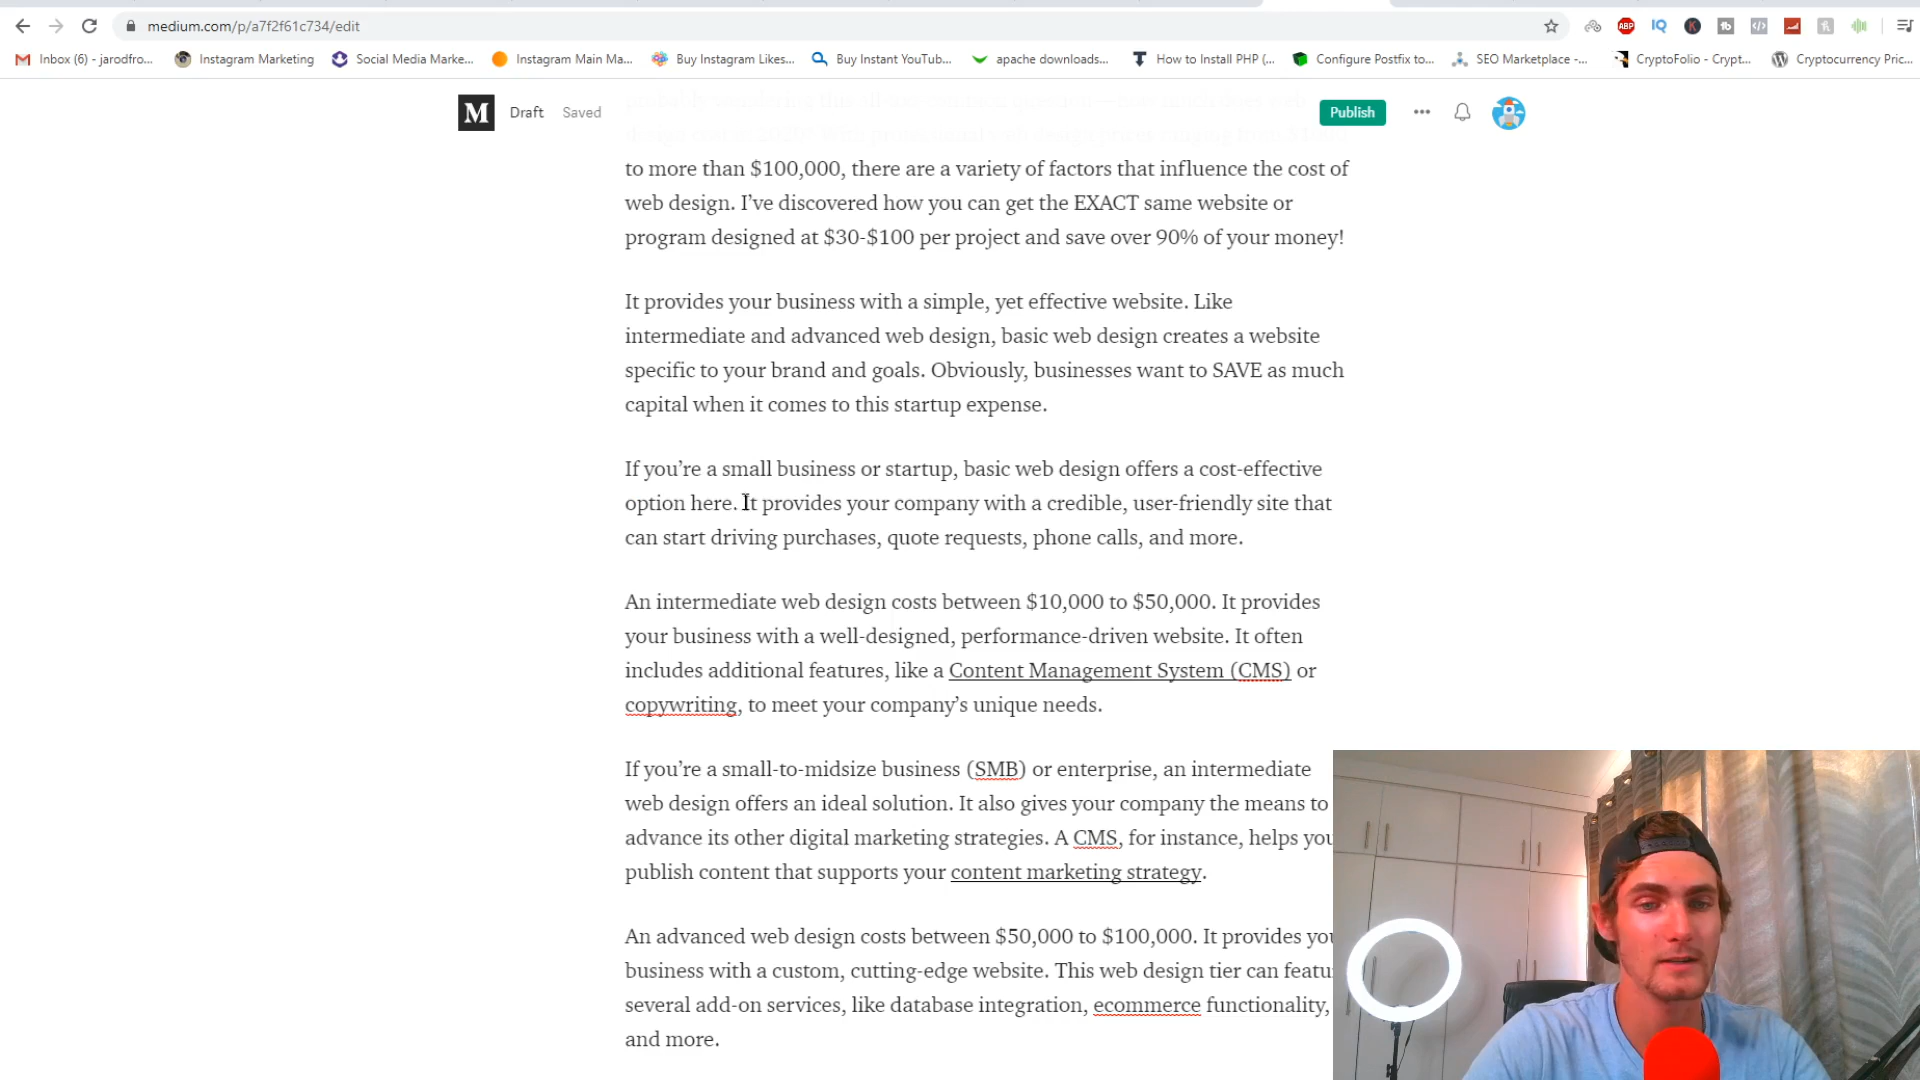 medium.com/p/a7f2f61c734/edit
Inbox (6) - jarodfro...
Instagram Marketing
Social Media Marke...
Instagram Main Ma...
Buy Instagram Likes...
Buy Instant YouTub...
apache downloads...
How to Install PHP (...
Configure Postfix to...
SEO Marketplace -...
CryptoFolio - Crypt...
Cryptocurrency Pric...
M
Draft
Saved
Publish
to more than $100,000, there are a variety of factors that influence the cost of
web design. I’ve discovered how you can get the EXACT same website or
program designed at $30-$100 per project and save over 90% of your money!
It provides your business with a simple, yet effective website. Like
intermediate and advanced web design, basic web design creates a website
specific to your brand and goals. Obviously, businesses want to SAVE as much
capital when it comes to this startup expense.
If you’re a small business or startup, basic web design offers a cost-effective
option here. It provides your company with a credible, user-friendly site that
can start driving purchases, quote requests, phone calls, and more.
An intermediate web design costs between $10,000 to $50,000. It provides
your business with a well-designed, performance-driven website. It often
includes additional features, like a Content Management System (CMS) or
copywriting, to meet your company’s unique needs.
If you’re a small-to-midsize business (SMB) or enterprise, an intermediate
web design offers an ideal solution. It also gives your company the means to
advance its other digital marketing strategies. A CMS, for instance, helps you
publish content that supports your content marketing strategy.
An advanced web design costs between $50,000 to $100,000. It provides you
business with a custom, cutting-edge website. This web design tier can featu
several add-on services, like database integration, ecommerce functionality,
and more.